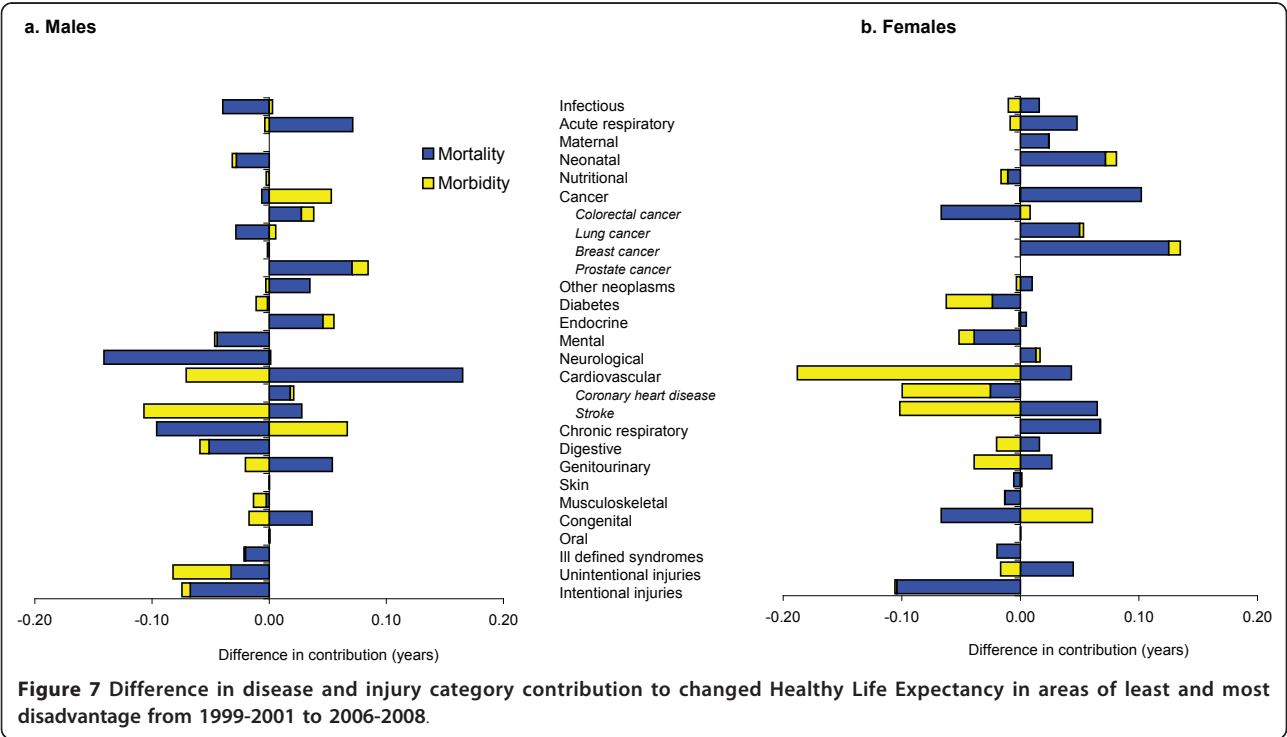 a. Males
b. Females
Infectious
Acute respiratory
Maternal
Neonatal
Nutritional
Cancer
Colorectal cancer
Lung cancer
Breast cancer
Prostate cancer
Other neoplasms
Diabetes
Endocrine
Mental
Neurological
Cardiovascular
Coronary heart disease
Stroke
Chronic respiratory
Digestive
Genitourinary
Skin
Musculoskeletal
Congenital
Oral
Ill defined syndromes
Unintentional injuries
Intentional injuries
Mortality
Morbidity
-0.20 -0.10 0.00 0.10 0.20
Difference in contribution (years)
-0.20 -0.10 0.00 0.10 0.20
Difference in contribution (years)
Figure 7 Difference in disease and injury category contribution to changed Healthy Life Expectancy in areas of least and most
disadvantage from 1999-2001 to 2006-2008.